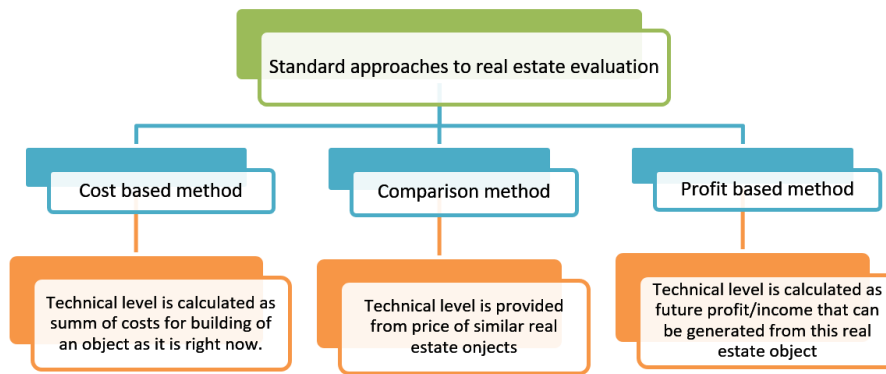 Standard approaches to real estate evaluation
Cost based method
Comparison method
Profit based method
Technical level is calculated as
summ of costs for building of
an object as it is right now.
Technical level is provided
from price of similar real
estate onjects
Technical level is calculated as
future profit/income that can
be generated from this real
estate object